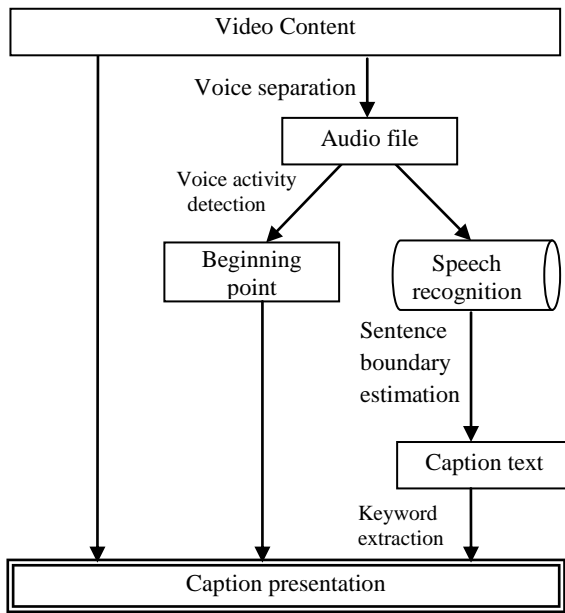 Video Content
Voice separation
Audio file
Voice activity
detection
Beginning
point
Speech
recognition
Sentence
boundary
estimation
Caption text
Keyword
extraction
Caption presentation